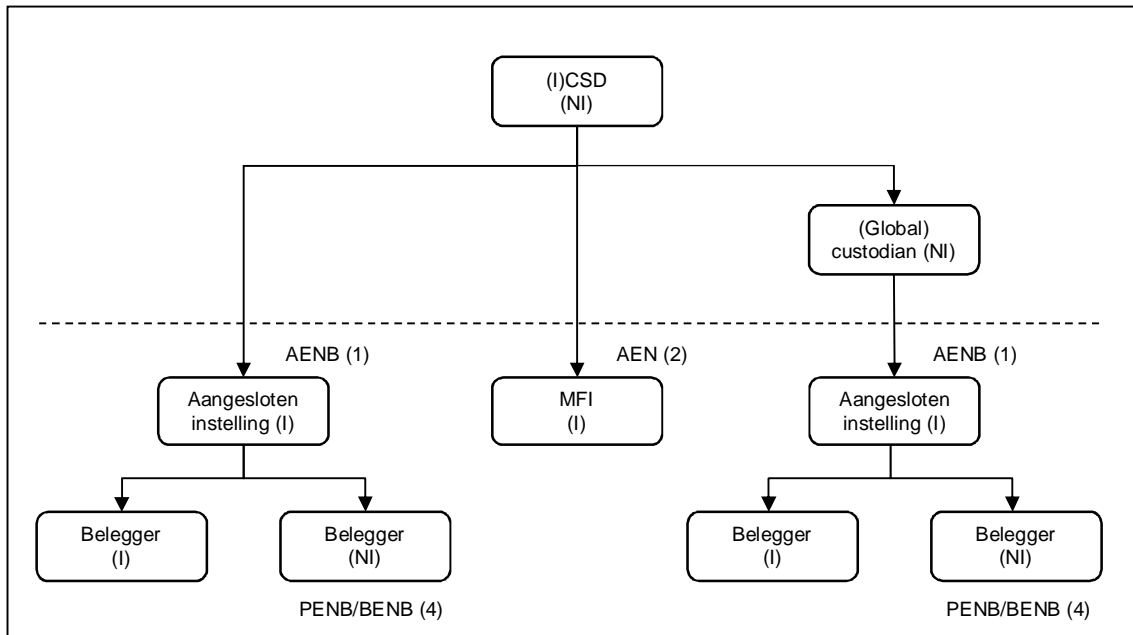 (I)CSD
(NI)
(Global)
custodian (NI)
AENB (1)
AEN (2)
AENB (1)
Aangesloten
instelling (I)
MFI
(I)
Aangesloten
instelling (I)
Belegger
(I)
Belegger
(NI)
Belegger
(I)
Belegger
(NI)
PENB/BENB (4)
PENB/BENB (4)